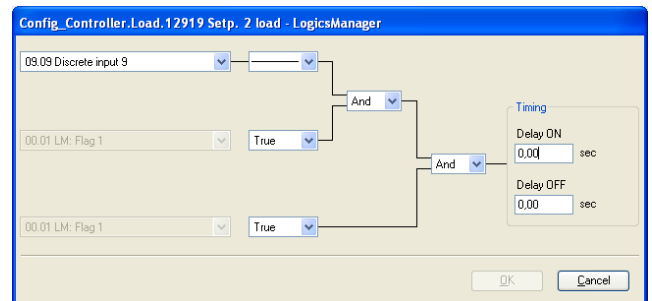 Config_Controller.Load.12919 Setp. 2 load - LogicsManager
09.09 Discrete input 9
And
Timing
Delay ON
00.01 LM: Flag 1
True
0,00
sec
And
Delay OFF
0,00
sec
00.01 LM: Flag 1
True
OK
Cancel